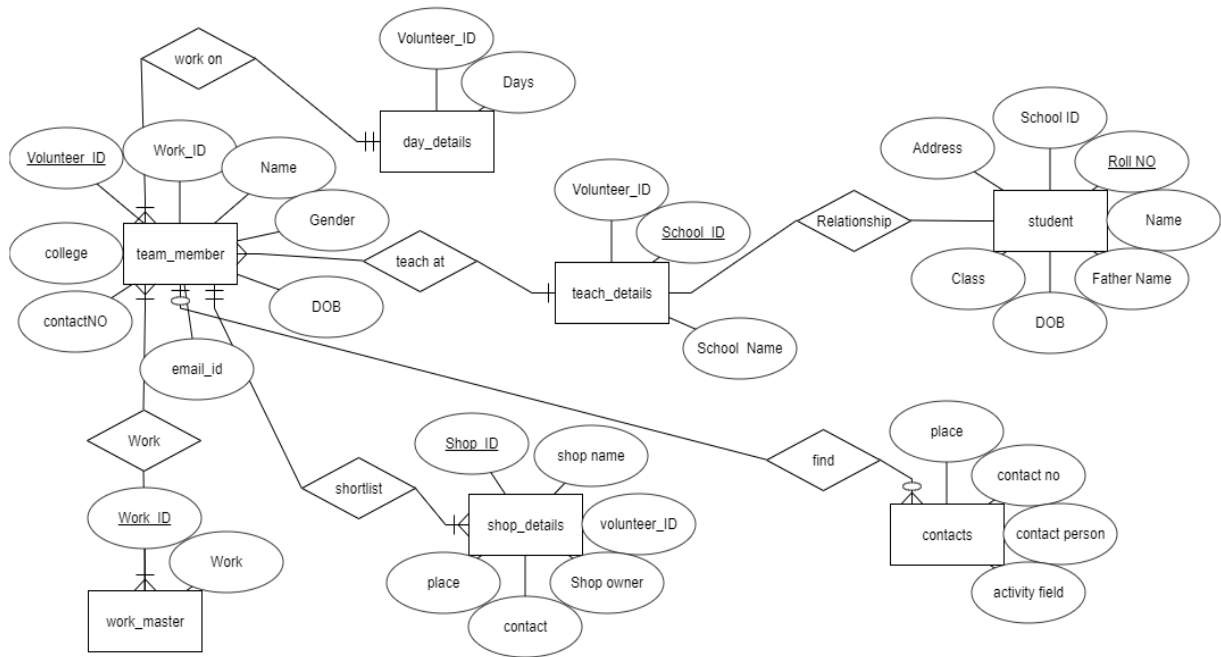 Volunteer_ID
work on
Days
day_details
Volunteer_ID
Work_ID
Name
Gender
college
team_member
DOB
contactNO
email_id
teach at
Volunteer_ID
School_ID
teach_details
School_Name
Relationship
School ID
Address
Roll NO
student
Name
Class
Father Name
DOB
Work
Work_ID
Work
work_master
shortlist
Shop_ID
shop name
shop_details
volunteer_ID
place
Shop owner
contact
find
place
contact no
contacts
contact person
activity field